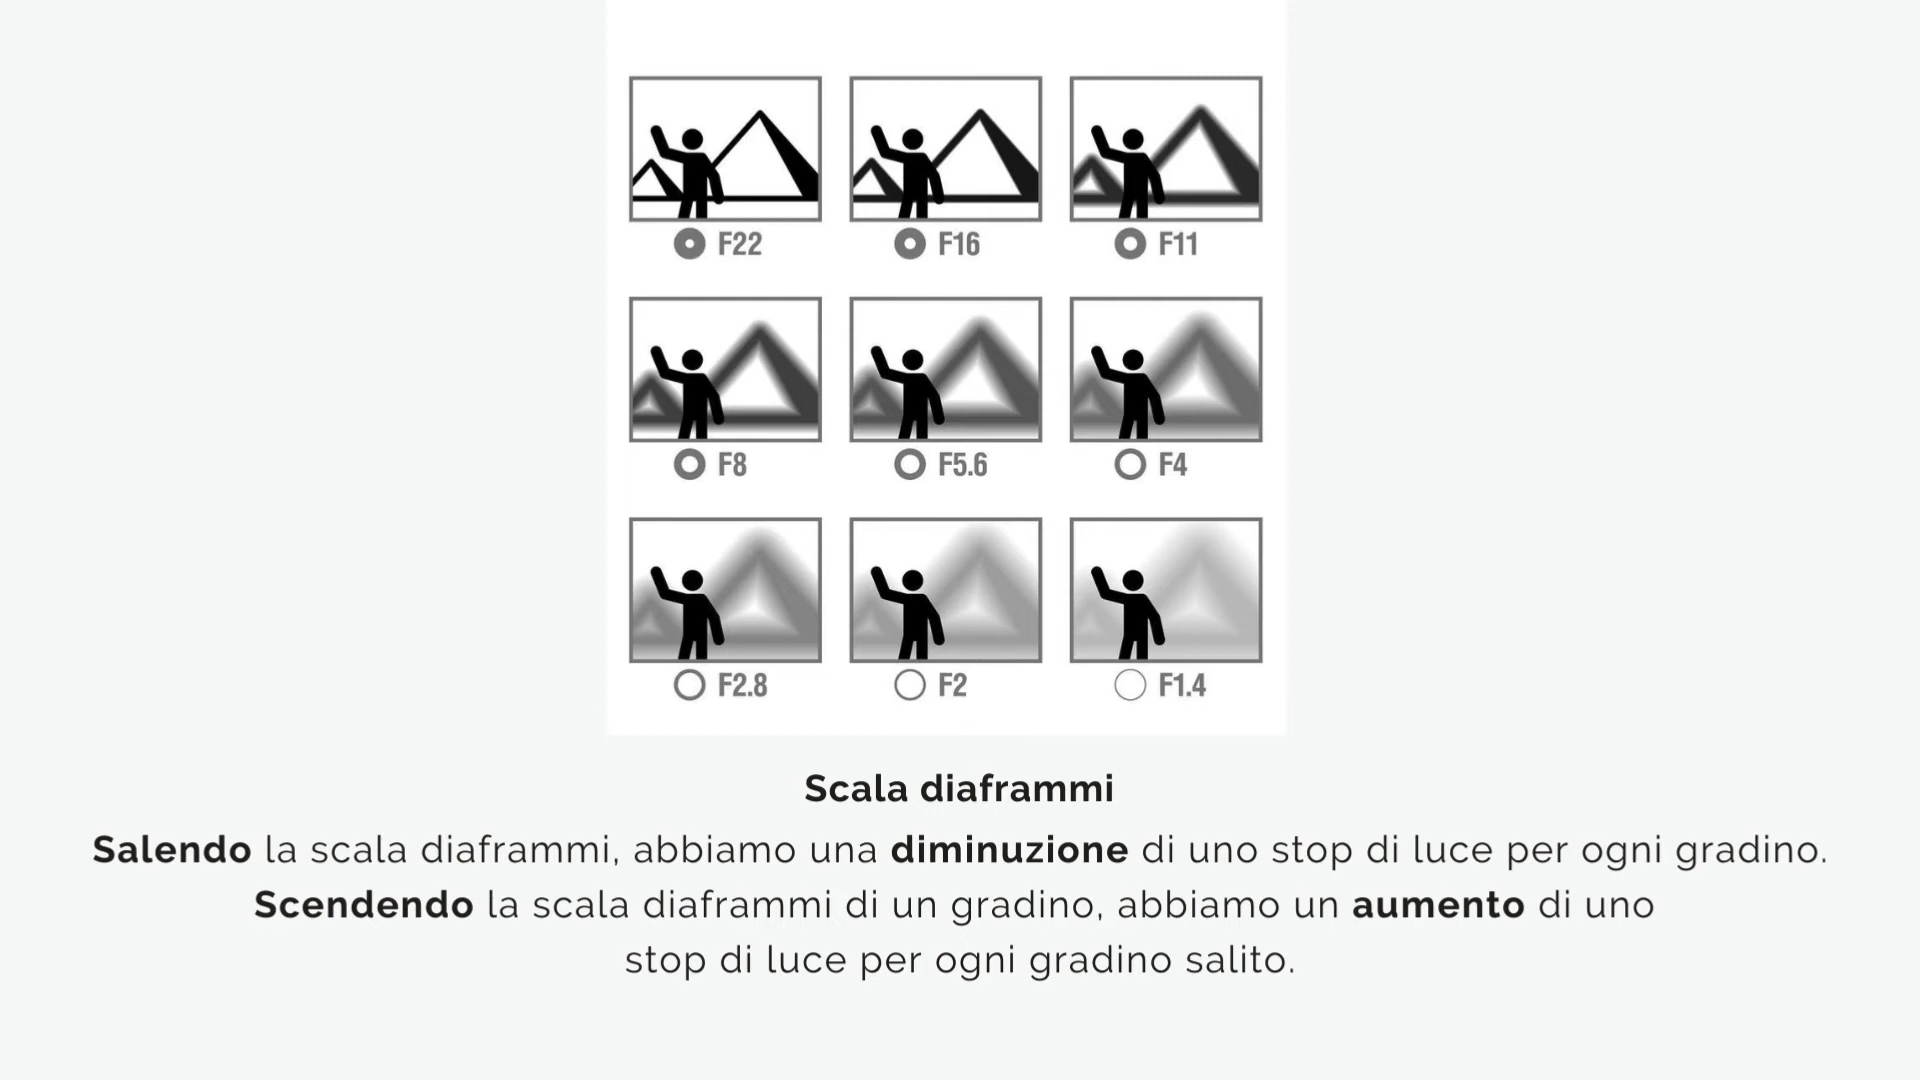 F22 F16 F11
F8 F5.6 F4
F2.8 F2 F1.4
Scala diaframmi
Salendo la scala diaframmi, abbiamo una diminuzione di uno stop di luce per ogni gradino.
Scendendo la scala diaframmi di un gradino, abbiamo un aumento di uno
stop di luce per ogni gradino salito.